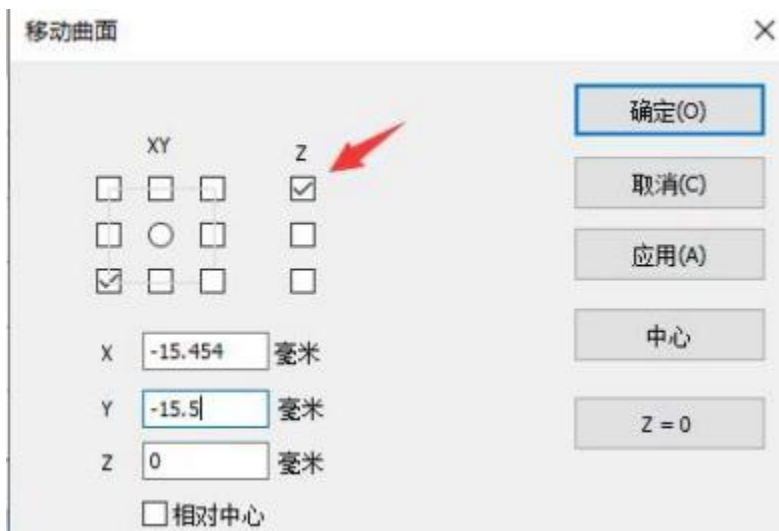 移动曲面
确定(O)
XY
Z
取消(C)
应用(A)
中心
X -15.454 毫米
Y -15.5 毫米
Z = 0
Z 0 毫米
相对中心